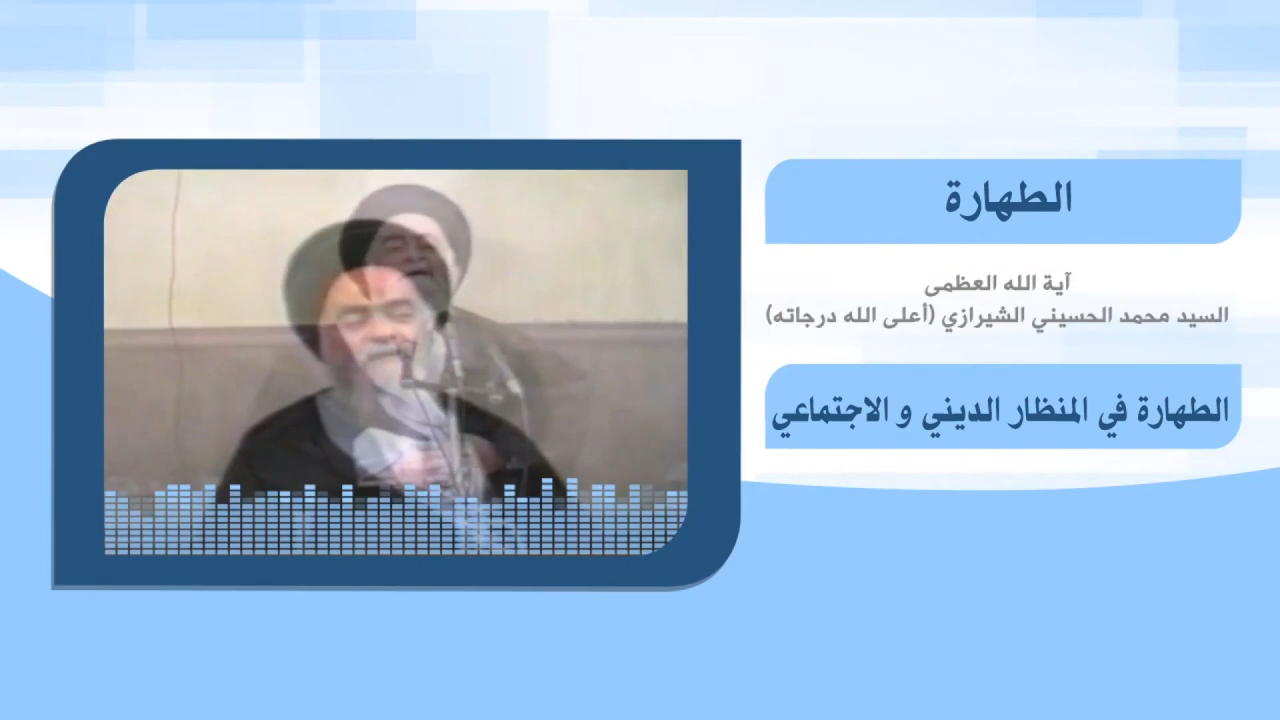 الطهارة
آية الله العظمى
السيد محمد الحسيني الشيرازي (أعلى الله درجاته)
الطهارة في المنظار الديني و الاجتماعي